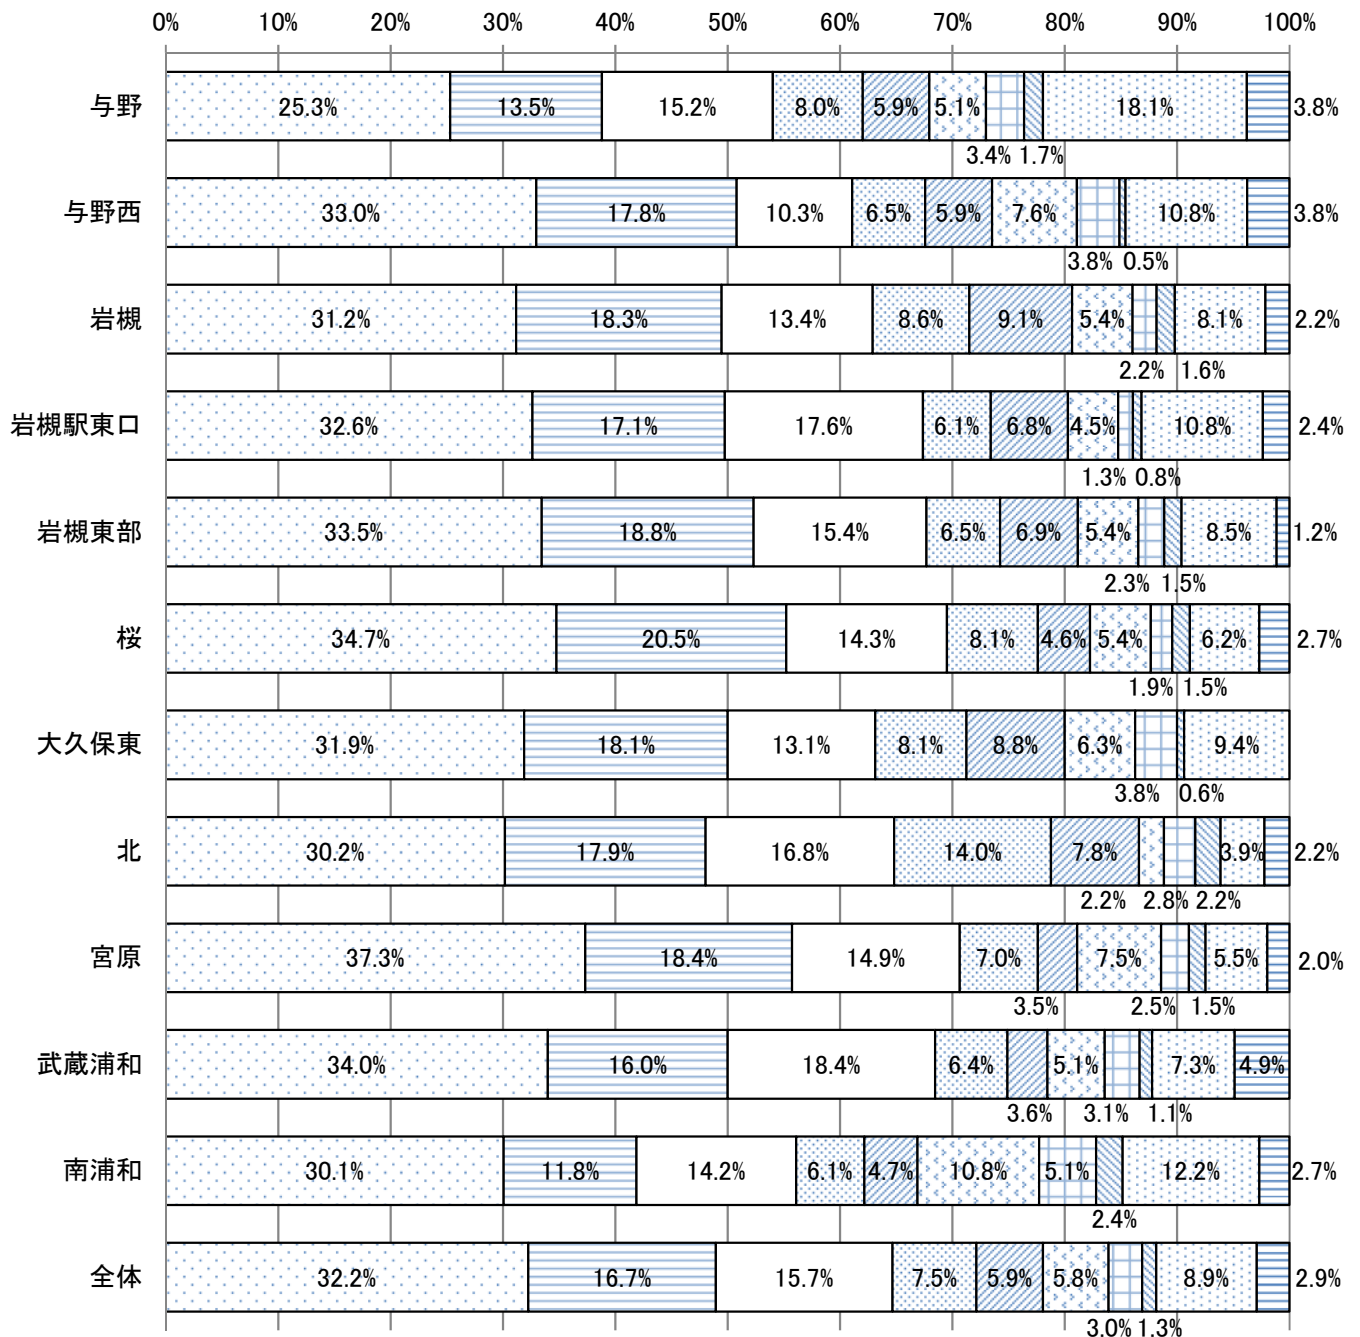 0% 10% 20% 30% 40% 50% 60% 70% 80% 90% 100%
与野 25.3% 13.5% 15.2% 8.0% 5.9% 5.1% 18.1% 3.8%
3.4% 1.7%
与野西 33.0% 17.8% 10.3% 6.5% 5.9% 7.6% 10.8% 3.8%
3.8% 0.5%
岩槻 31.2% 18.3% 13.4% 8.6% 9.1% 5.4% 8.1% 2.2%
2.2% 1.6%
岩槻駅東口 32.6% 17.1% 17.6% 6.1% 6.8% 4.5% 10.8% 2.4%
1.3% 0.8%
岩槻東部 33.5% 18.8% 15.4% 6.5% 6.9% 5.4% 8.5% 1.2%
2.3% 1.5%
桜 34.7% 20.5% 14.3% 8.1% 4.6% 5.4% 6.2% 2.7%
1.9% 1.5%
大久保東 31.9% 18.1% 13.1% 8.1% 8.8% 6.3% 9.4%
3.8% 0.6%
北 30.2% 17.9% 16.8% 14.0% 7.8% 3.9% 2.2%
2.2% 2.8% 2.2%
宮原 37.3% 18.4% 14.9% 7.0% 7.5% 5.5% 2.0%
3.5% 2.5% 1.5%
武蔵浦和 34.0% 16.0% 18.4% 6.4% 5.1% 7.3% 4.9%
3.6% 3.1% 1.1%
南浦和 30.1% 11.8% 14.2% 6.1% 4.7% 10.8% 5.1% 12.2% 2.7%
2.4%
全体 32.2% 16.7% 15.7% 7.5% 5.9% 5.8% 8.9% 2.9%
3.0% 1.3%